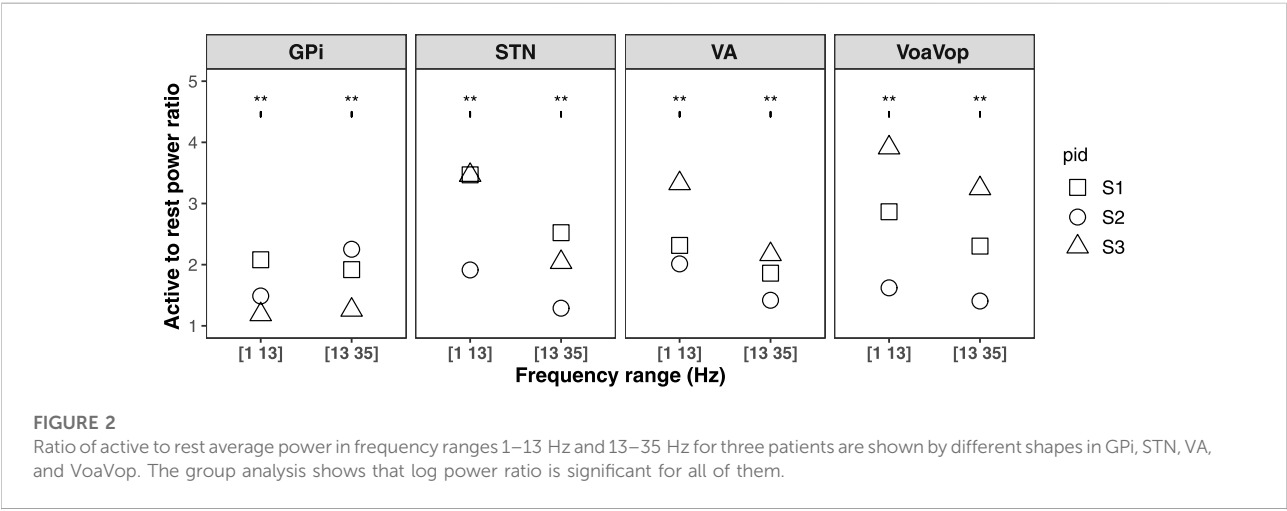 GPi STN VA VoaVop
Active to rest power ratio
5
4
3
2
1
** ** ** ** ** ** ** **
[1 13] [13 35] [1 13] [13 35] [1 13] [13 35] [1 13] [13 35]
Frequency range (Hz)
pid
S1
S2
S3
FIGURE 2
Ratio of active to rest average power in frequency ranges 1–13 Hz and 13–35 Hz for three patients are shown by different shapes in GPi, STN, VA,
and VoaVop. The group analysis shows that log power ratio is significant for all of them.